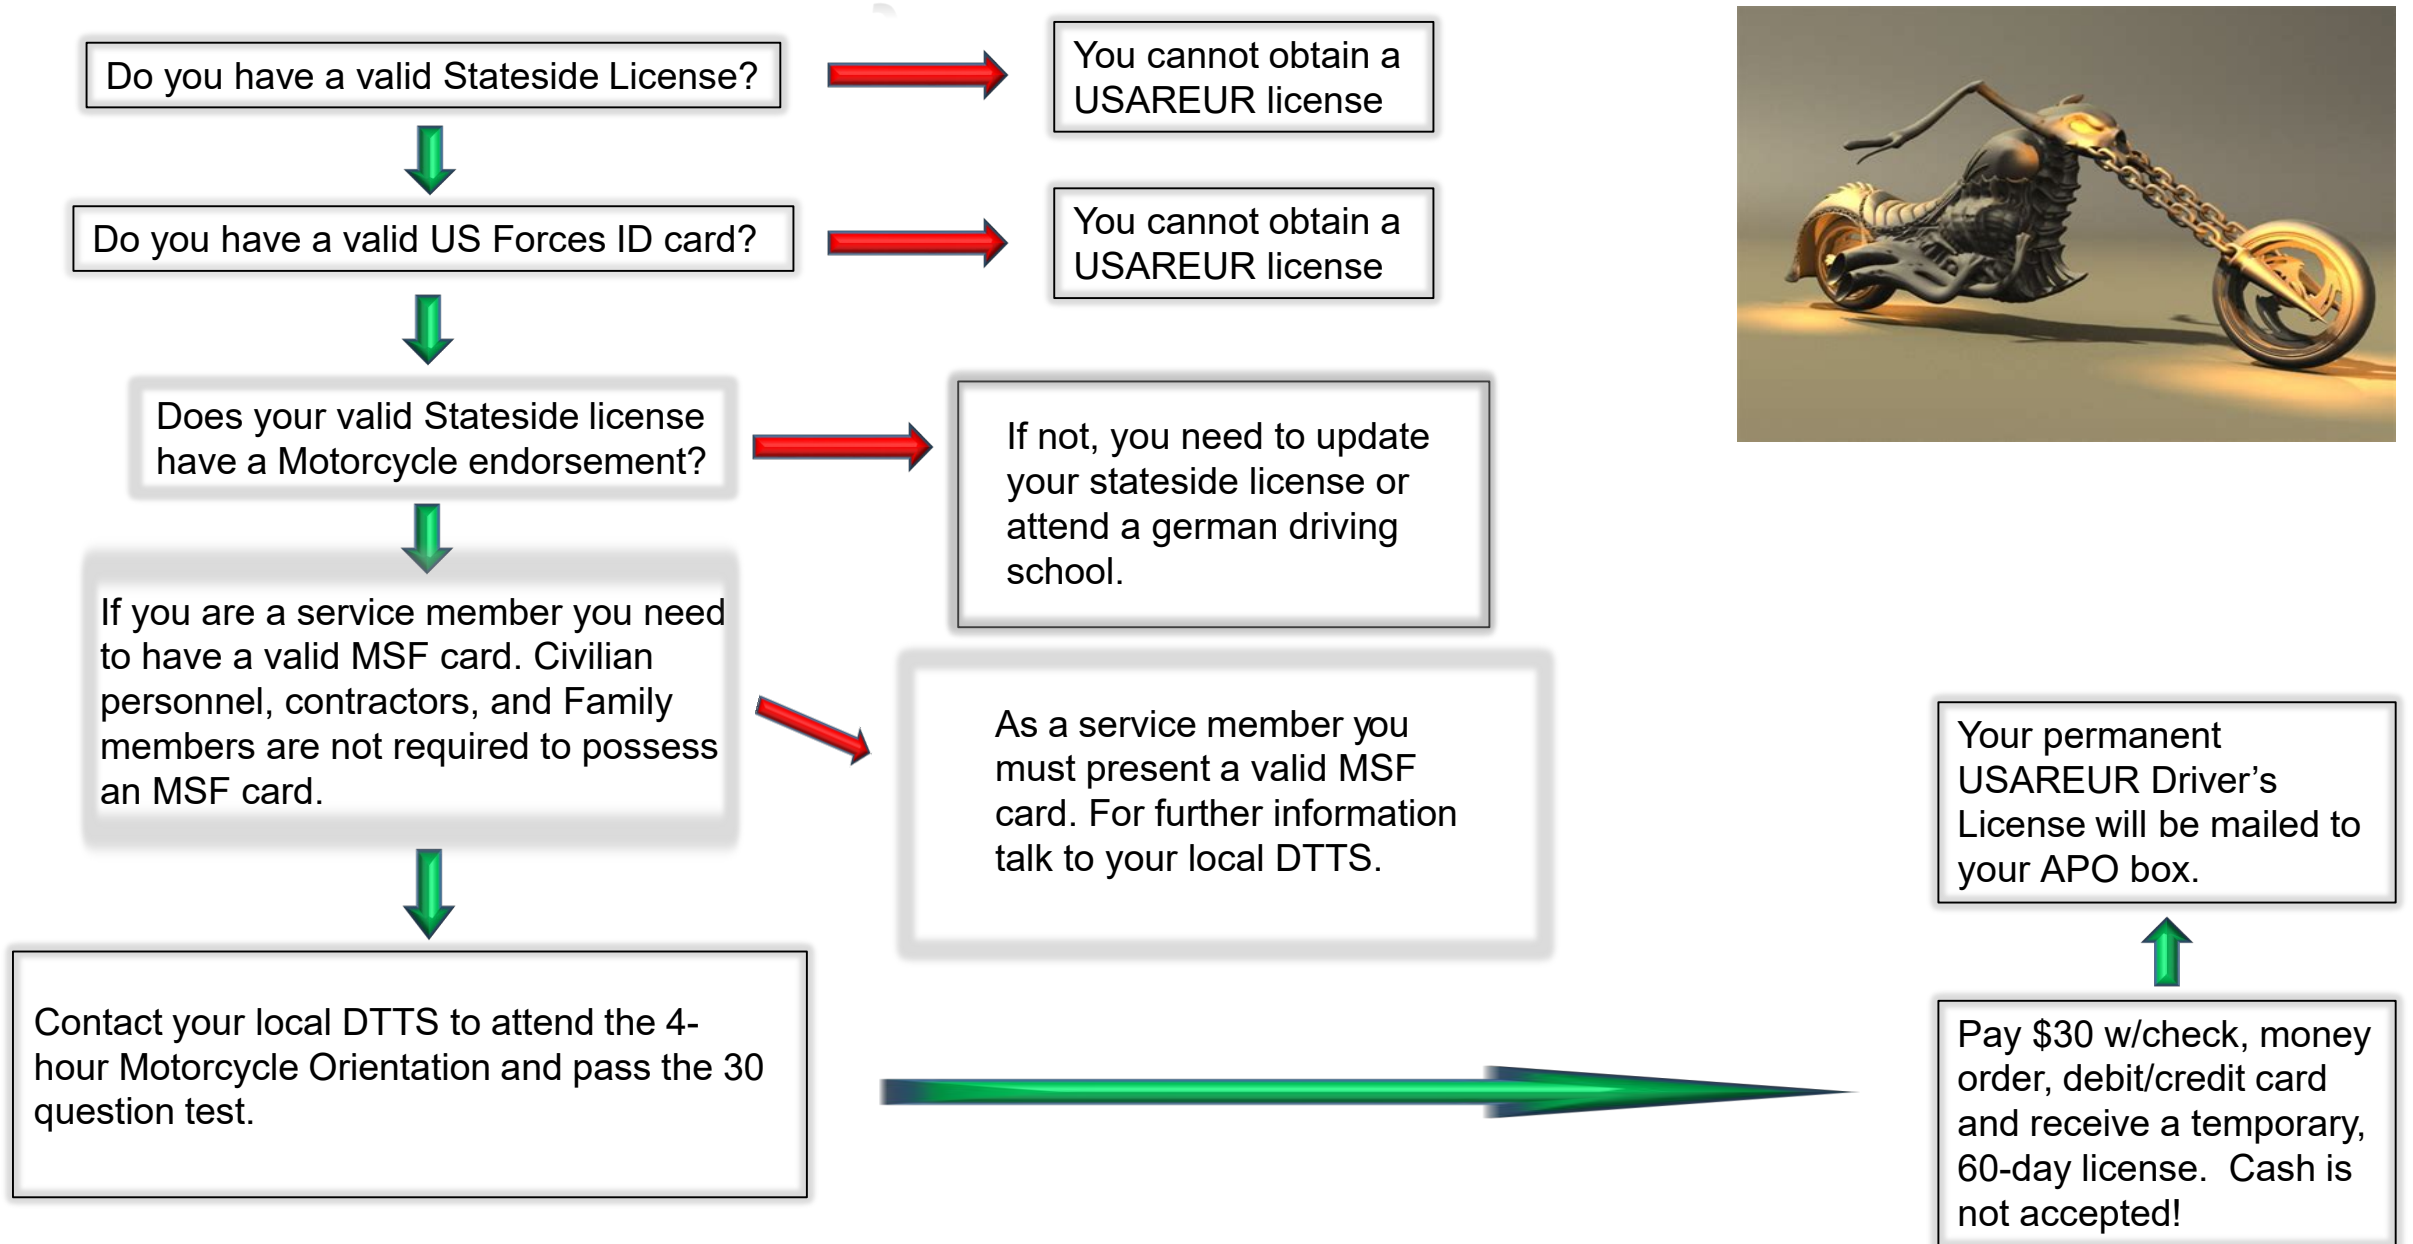 Do you have a valid Stateside License?
You cannot obtain a
USAREUR license
Do you have a valid US Forces ID card?
You cannot obtain a
USAREUR license
Does your valid Stateside license
have a Motorcycle endorsement?
If not, you need to update
your stateside license or
attend a german driving
school.
If you are a service member you need
to have a valid MSF card. Civilian
personnel, contractors, and Family
members are not required to possess
an MSF card.
As a service member you
must present a valid MSF
card. For further information
talk to your local DTTS.
Contact your local DTTS to attend the 4-
hour Motorcycle Orientation and pass the 30
question test.
Pay $30 w/check, money
order, debit/credit card
and receive a temporary,
60-day license.  Cash is
not accepted!
Your permanent
USAREUR Driver’s
License will be mailed to
your APO box.